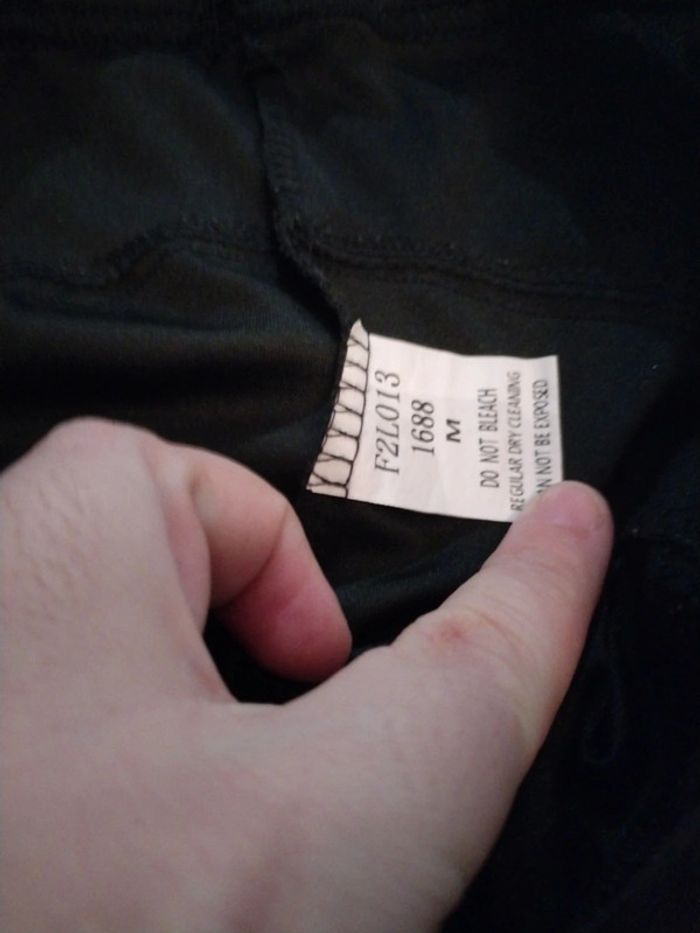 F2L013
1688
M
DO NOT BLEACH
REGULAR DRY CLEANING
NOT BE EXPOSED